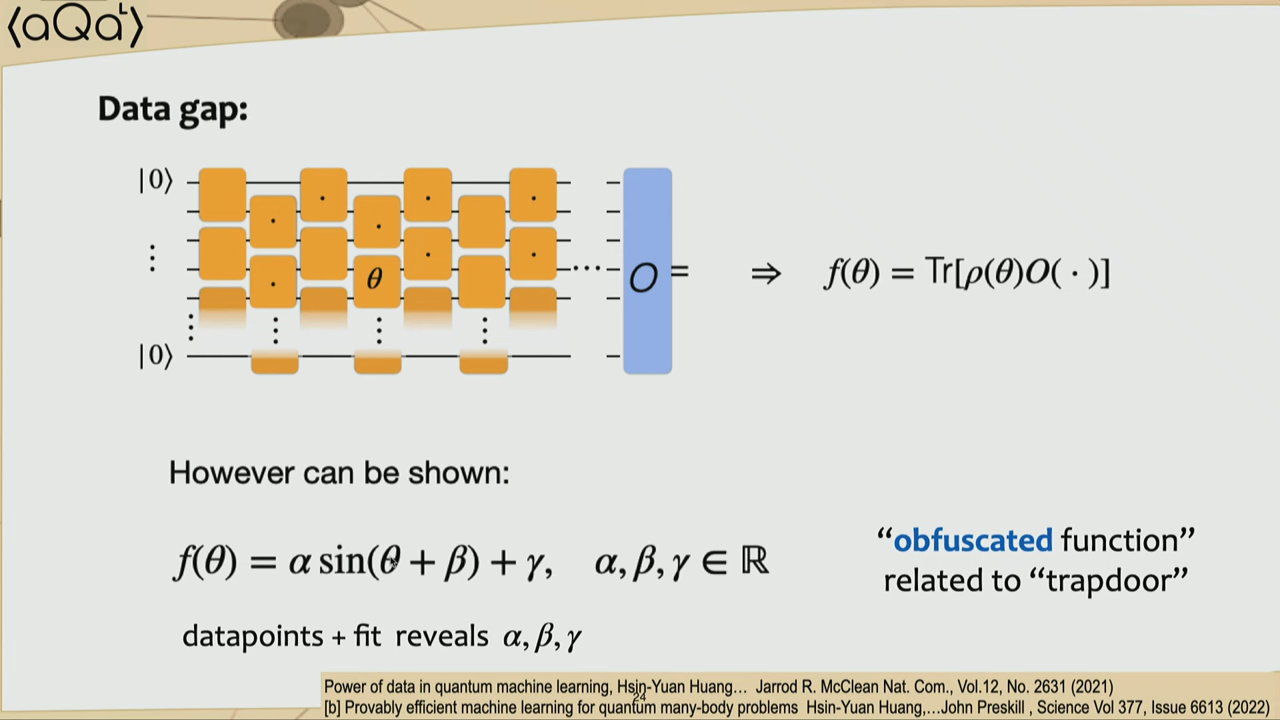 ⟨aQaᴸ⟩
Data gap:
|0⟩
⋮
θ
⋮ ⋮ ⋮ ⋮
|0⟩
...
O =
⇒ f(θ) = Tr[ρ(θ)O( · )]
However can be shown:
f(θ) = α sin(θ + β) + γ, α, β, γ ∈ ℝ
datapoints + fit reveals α, β, γ
“obfuscated function”
related to “trapdoor”
Power of data in quantum machine learning, Hsin-Yuan Huang... Jarrod R. McClean Nat. Com., Vol.12, No. 2631 (2021)
24
[b] Provably efficient machine learning for quantum many-body problems Hsin-Yuan Huang,...John Preskill , Science Vol 377, Issue 6613 (2022)